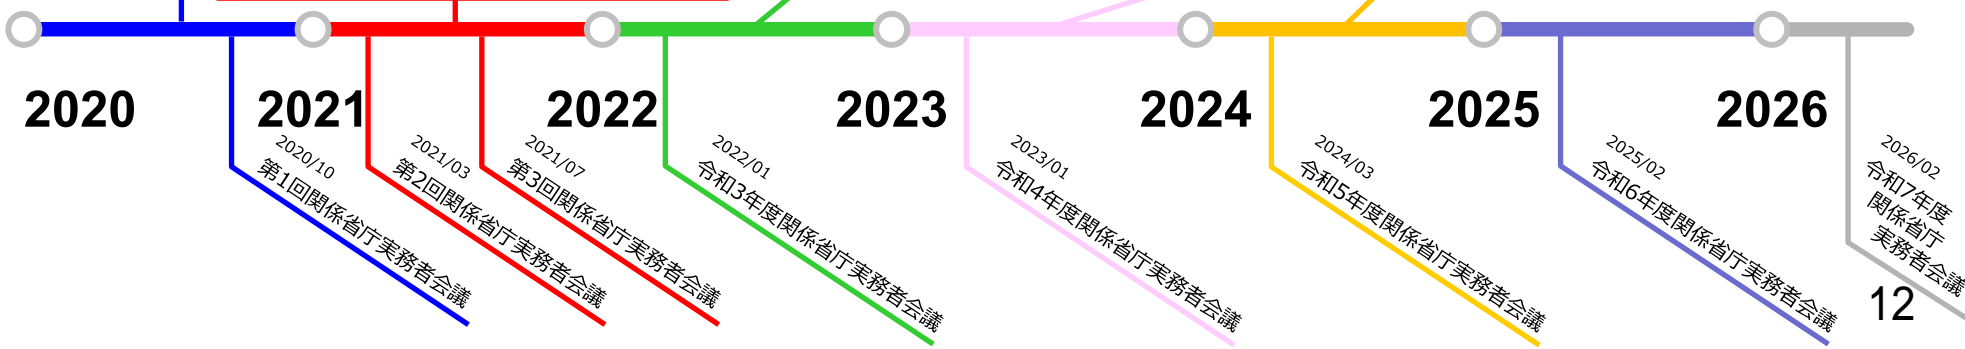 2020
2021
2022
2023
2024
2025
2026
2020/10
第1回関係省庁実務者会議
2021/03
第2回関係省庁実務者会議
2021/07
第3回関係省庁実務者会議
2022/01
令和3年度関係省庁実務者会議
2023/01
令和4年度関係省庁実務者会議
2024/03
令和5年度関係省庁実務者会議
2025/02
令和6年度関係省庁実務者会議
2026/02
令和7年度
関係省庁
実務者会議
12